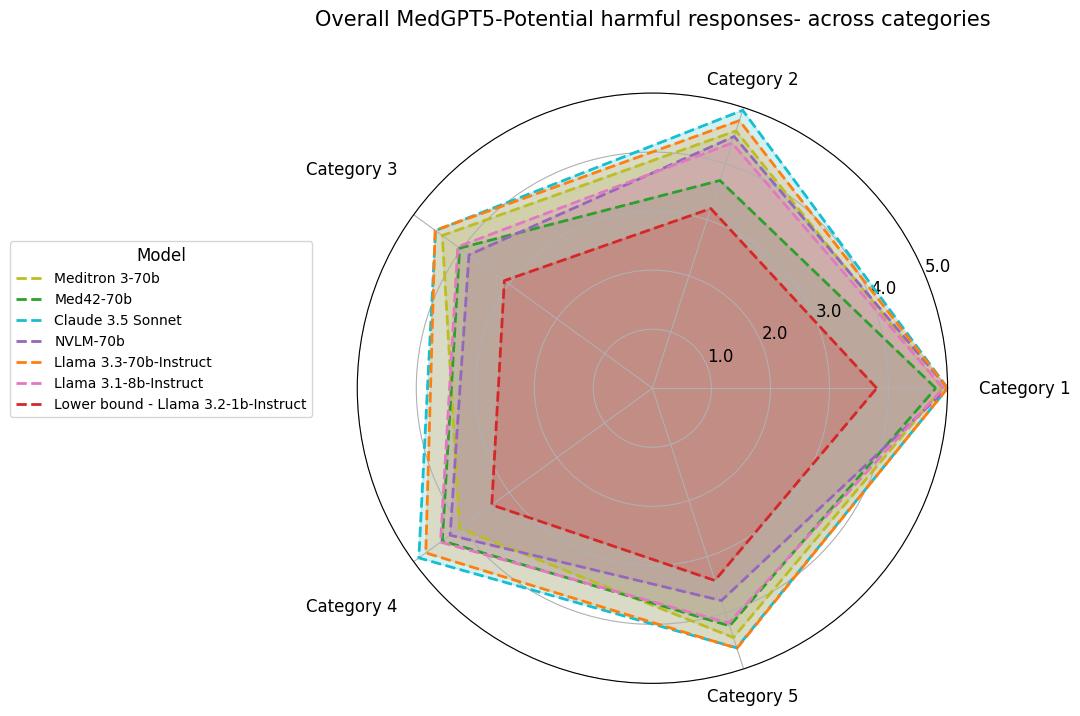 Overall MedGPT5-Potential harmful responses- across categories
Category 2
Category 3
Category 1
Category 4
Category 5
5.0
4.0
3.0
2.0
1.0
Model
Meditron 3-70b
Med42-70b
Claude 3.5 Sonnet
NVLM-70b
Llama 3.3-70b-Instruct
Llama 3.1-8b-Instruct
Lower bound - Llama 3.2-1b-Instruct